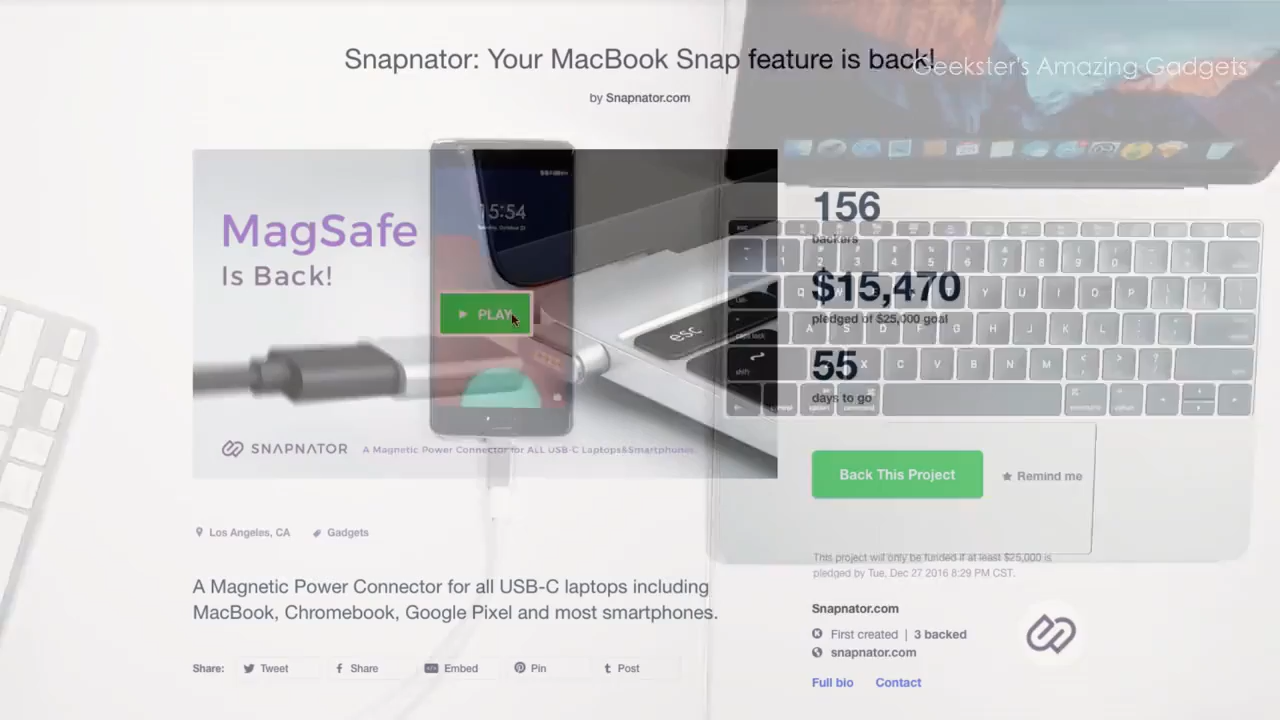 Snapnator: Your MacBook Snap feature is back!
Geekster's Amazing Gadgets
by Snapnator.com
MagSafe
Is Back!
15:54
PLAY
SNAPNATOR
A Magnetic Power Connector for ALL USB-C Laptops&Smartphones.
esc
shift
156
backers
$15,470
pledged of $25,000 goal
55
days to go
Back This Project
Remind me
Los Angeles, CA
Gadgets
This project will only be funded if at least $25,000 is
pledged by Tue, Dec 27 2016 8:29 PM CST.
A Magnetic Power Connector for all USB-C laptops including
MacBook, Chromebook, Google Pixel and most smartphones.
Snapnator.com
First created | 3 backed
snapnator.com
Full bio
Contact
Share:
Tweet
Share
Embed
Pin
Post